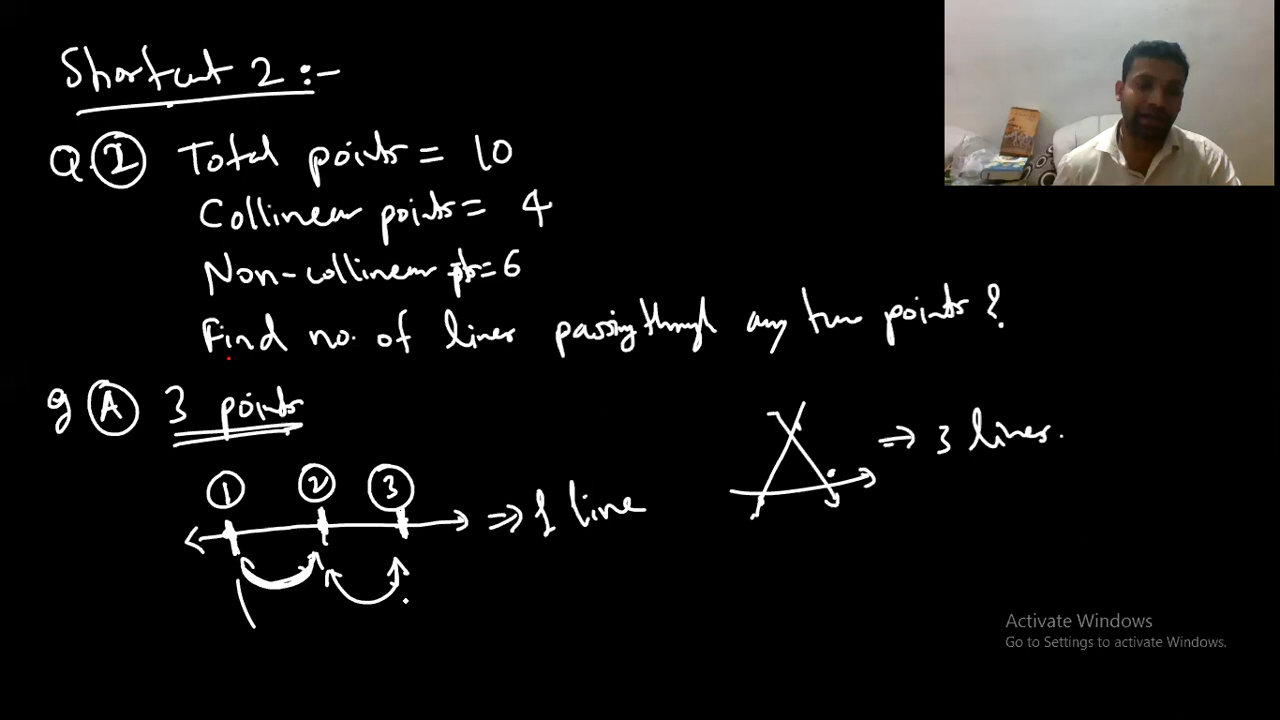 Shortcut 2 :-
Q. 1 Total points = 10
Collinear points = 4
Non-collinear pts = 6
Find no. of lines passing through any two points ?
A 3 points
1 2 3
⇒ 1 line
⇒ 3 lines.
Activate Windows
Go to Settings to activate Windows.